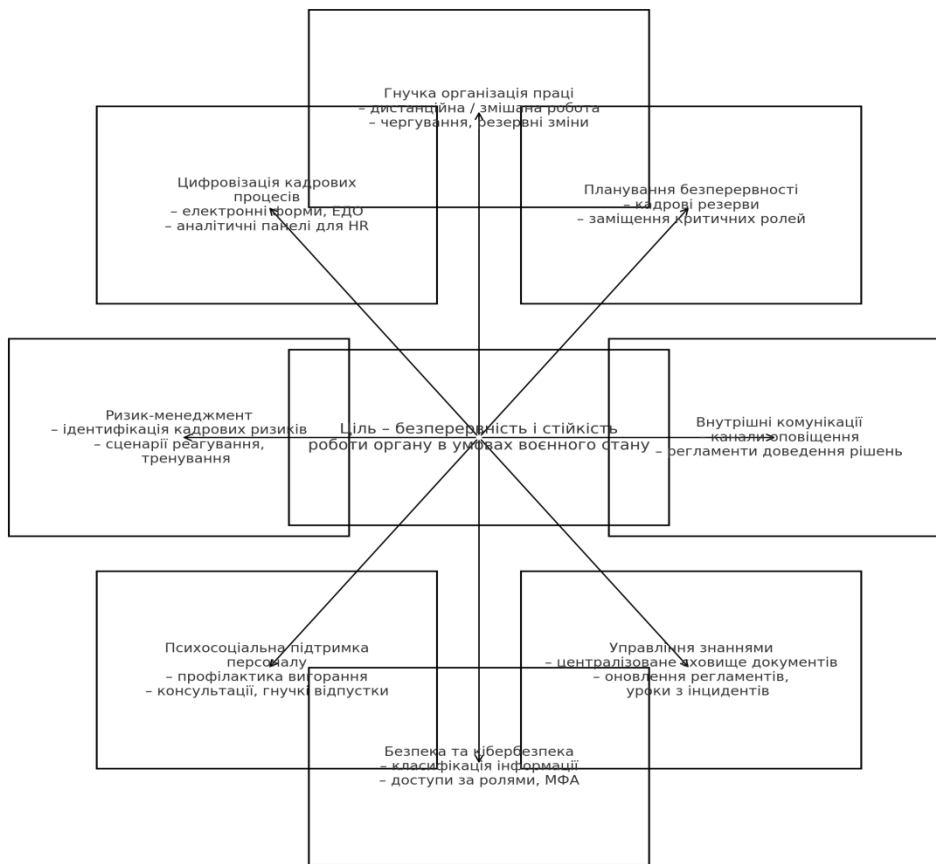 Гнучка організація праці
– дистанційна / змішана робота
– чергування, резервні зміни
Цифровізація кадрових
процесів
– електронні форми, ЕДО
– аналітичні панелі для HR
Планування безперервності
– кадрові резерви
– заміщення критичних ролей
Ризик-менеджмент
– ідентифікація кадрових ризиків
– сценарії реагування,
тренування
Ціль – безперервність і стійкість
роботи органу в умовах воєнного стану
Внутрішні комунікації
– канали оповіщення
– регламенти доведення рішень
Психосоціальна підтримка
персоналу
– профілактика вигорання
– консультації, гнучкі відпустки
Управління знаннями
– централізоване сховище документів
– оновлення регламентів,
уроки з інцидентів
Безпека та кібербезпека
– класифікація інформації
– доступи за ролями, МФА